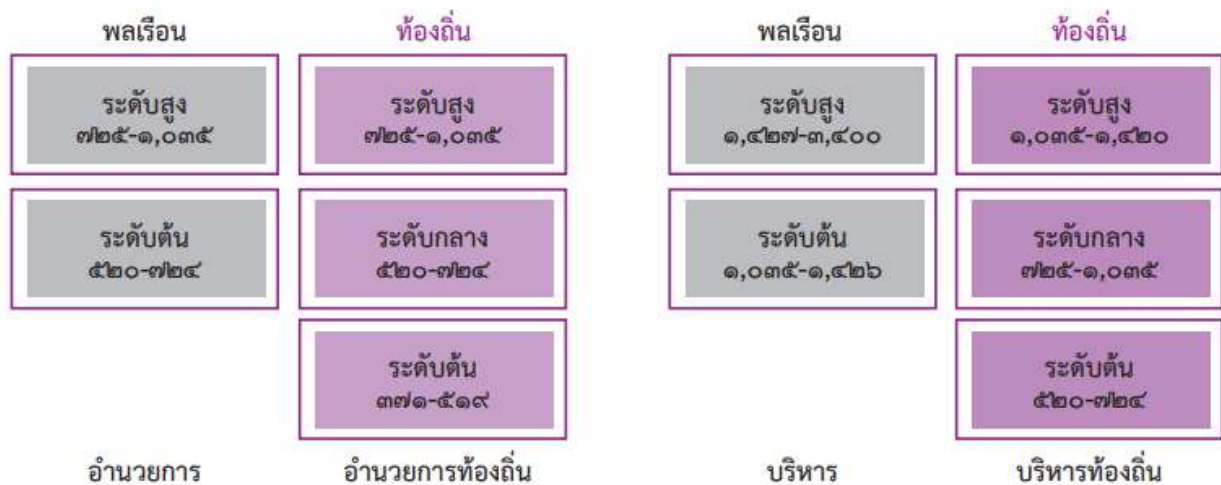 พลเรือน
ระดับสูง
๗๒๕-๑,๐๓๕
ระดับต้น
๕๒๐-๗๒๔
อำนวยการ
ท้องถิ่น
ระดับสูง
๗๒๕-๑,๐๓๕
ระดับกลาง
๕๒๐-๗๒๔
ระดับต้น
๓๗๑-๕๑๙
อำนวยการท้องถิ่น
พลเรือน
ระดับสูง
๑,๔๒๗-๓,๔๐๐
ระดับต้น
๑,๐๓๕-๑,๔๒๖
บริหาร
ท้องถิ่น
ระดับสูง
๑,๐๓๕-๑,๔๒๐
ระดับกลาง
๗๒๕-๑,๐๓๕
ระดับต้น
๕๒๐-๗๒๔
บริหารท้องถิ่น